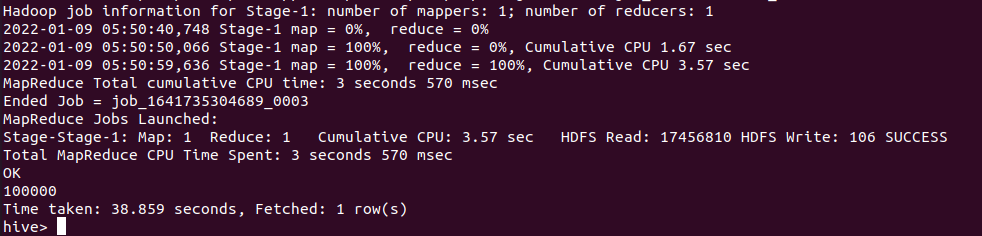 Hadoop job information for Stage-1: number of mappers: 1; number of reducers: 1
2022-01-09 05:50:40,748 Stage-1 map = 0%,  reduce = 0%
2022-01-09 05:50:50,066 Stage-1 map = 100%,  reduce = 0%, Cumulative CPU 1.67 sec
2022-01-09 05:50:59,636 Stage-1 map = 100%,  reduce = 100%, Cumulative CPU 3.57 sec
MapReduce Total cumulative CPU time: 3 seconds 570 msec
Ended Job = job_1641735304689_0003
MapReduce Jobs Launched:
Stage-Stage-1: Map: 1  Reduce: 1   Cumulative CPU: 3.57 sec   HDFS Read: 17456810 HDFS Write: 106 SUCCESS
Total MapReduce CPU Time Spent: 3 seconds 570 msec
OK
100000
Time taken: 38.859 seconds, Fetched: 1 row(s)
hive>